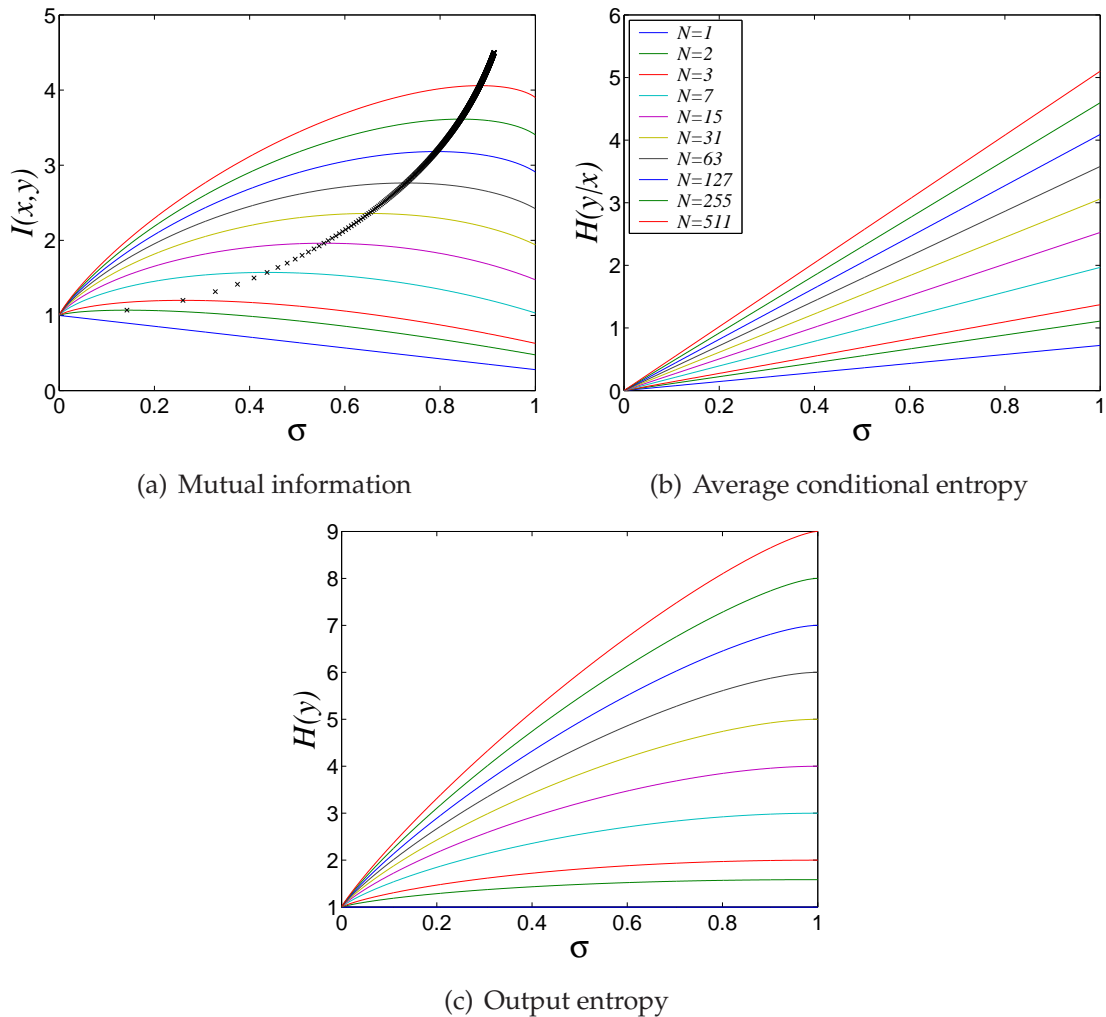 5
4
3
2
1
0
I(x,y)
0 0.2 0.4 0.6 0.8 1
σ
(a) Mutual information
6
5
4
3
2
1
0
H(y/x)
N=1
N=2
N=3
N=7
N=15
N=31
N=63
N=127
N=255
N=511
0 0.2 0.4 0.6 0.8 1
σ
(b) Average conditional entropy
9
8
7
6
5
4
3
2
1
H(y)
0 0.2 0.4 0.6 0.8 1
σ
(c) Output entropy